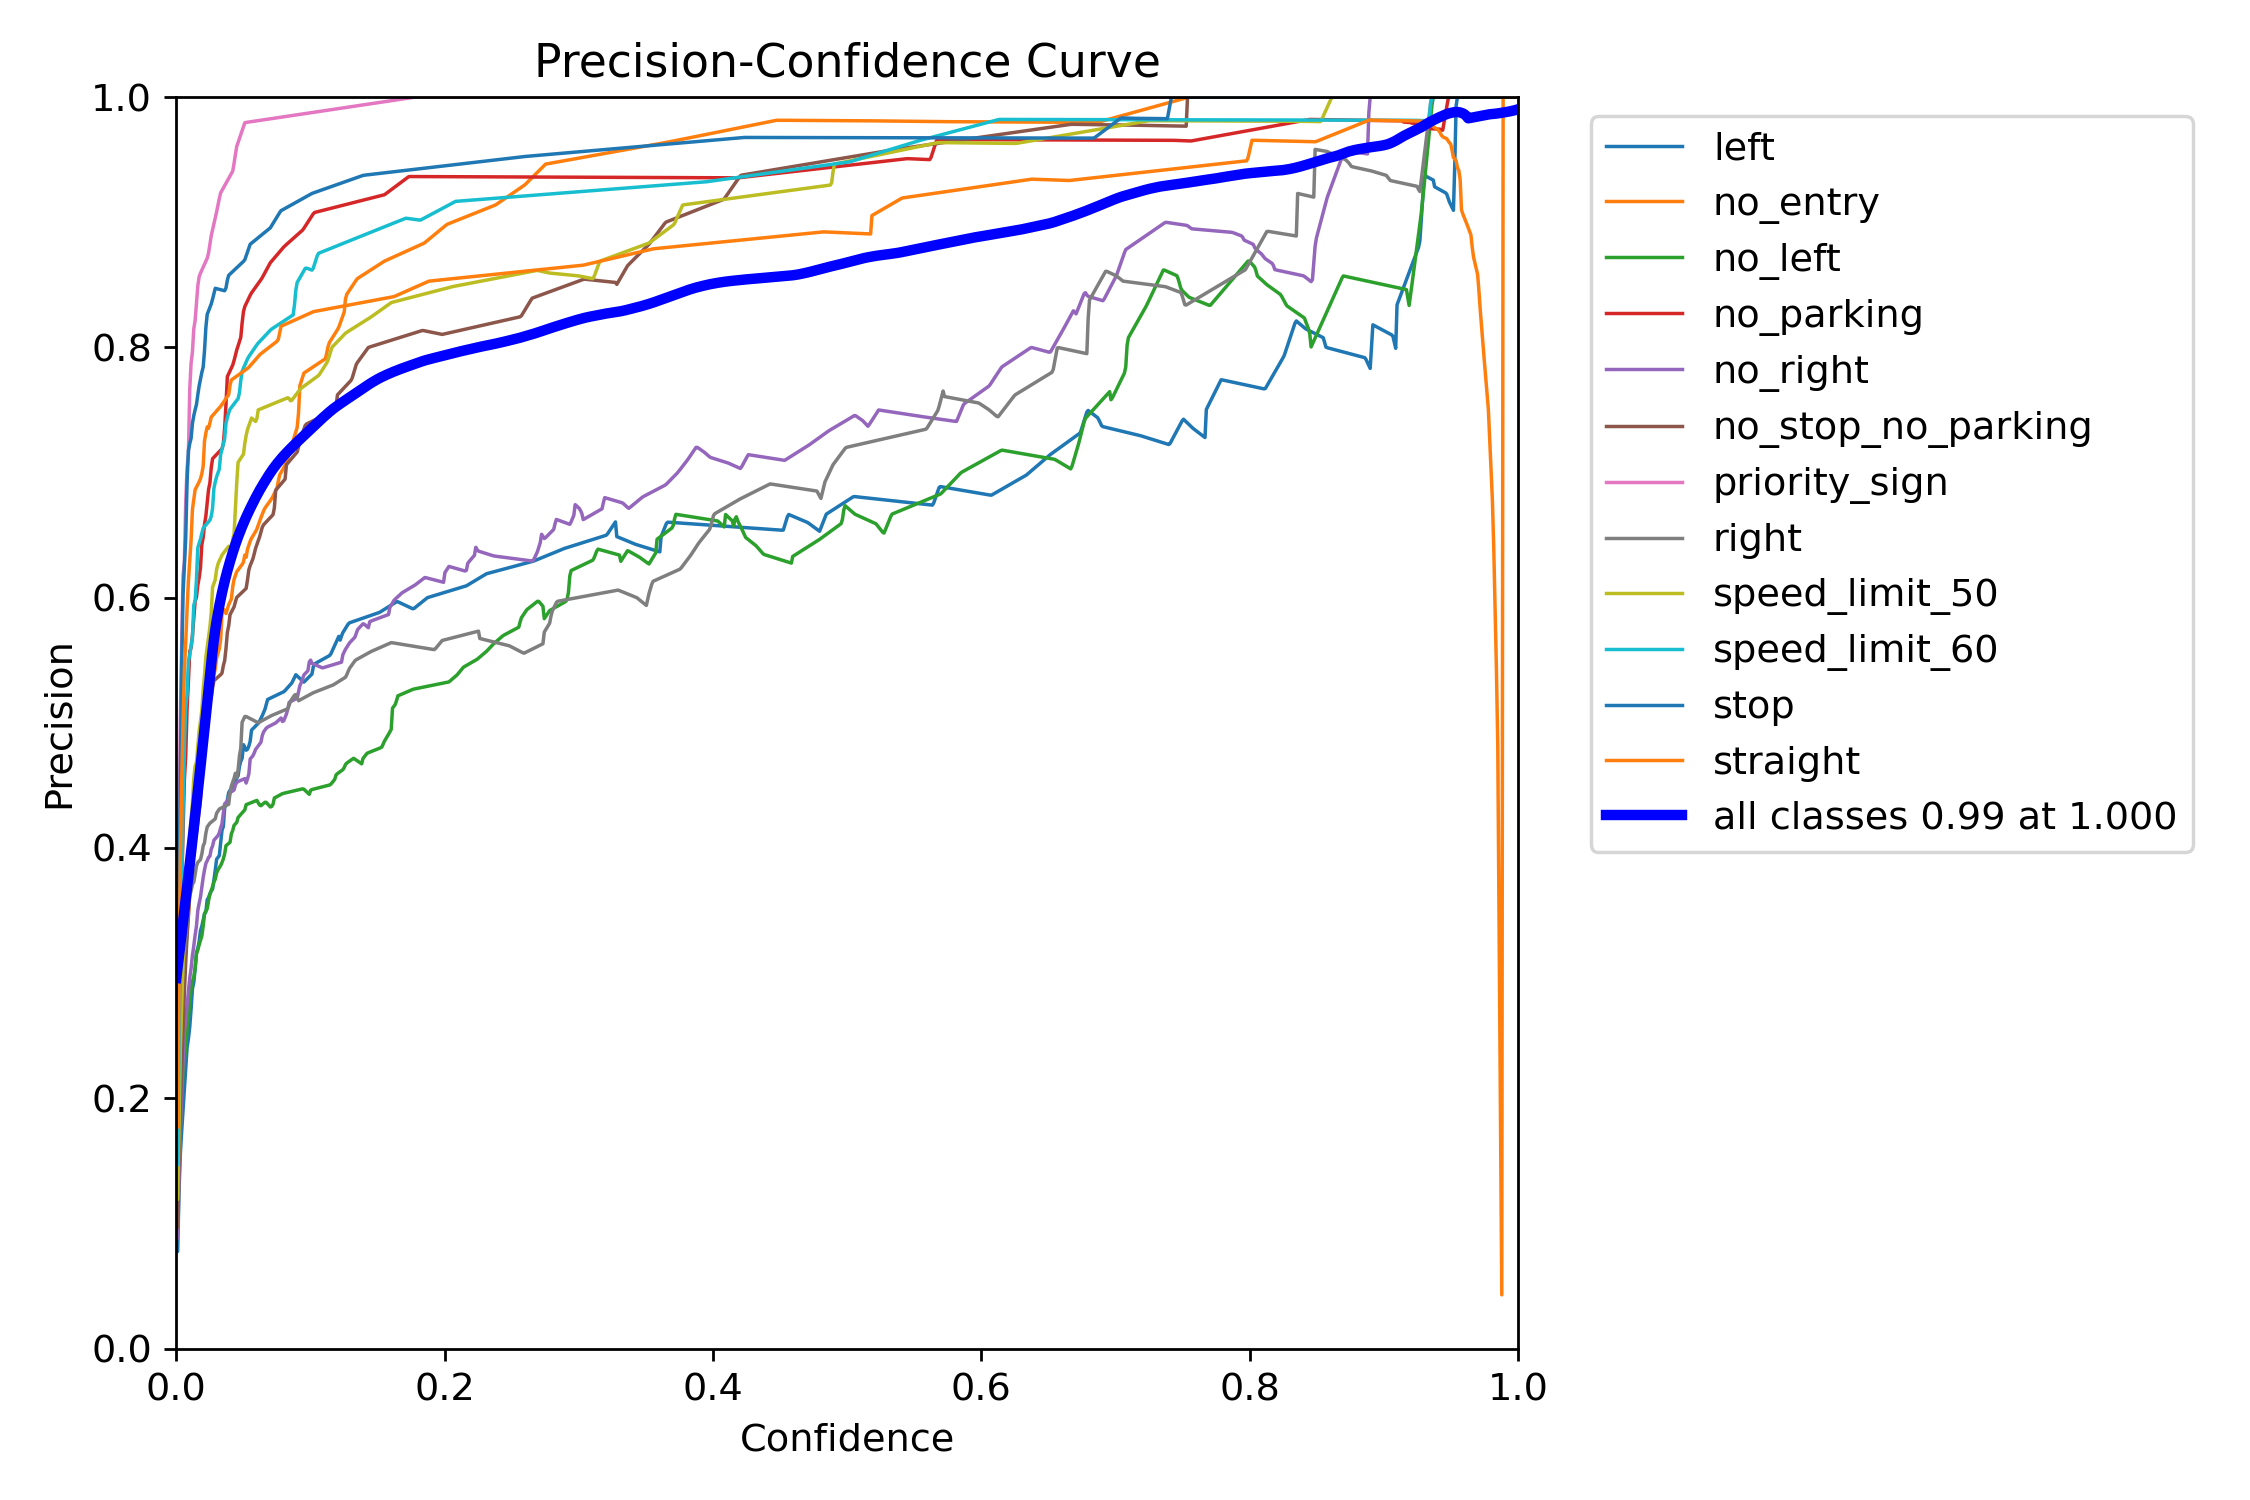 Precision-Confidence Curve
1.0
0.8
0.6
0.4
0.2
0.0
Precision
0.0 0.2 0.4 0.6 0.8 1.0
Confidence
left
no_entry
no_left
no_parking
no_right
no_stop_no_parking
priority_sign
right
speed_limit_50
speed_limit_60
stop
straight
all classes 0.99 at 1.000